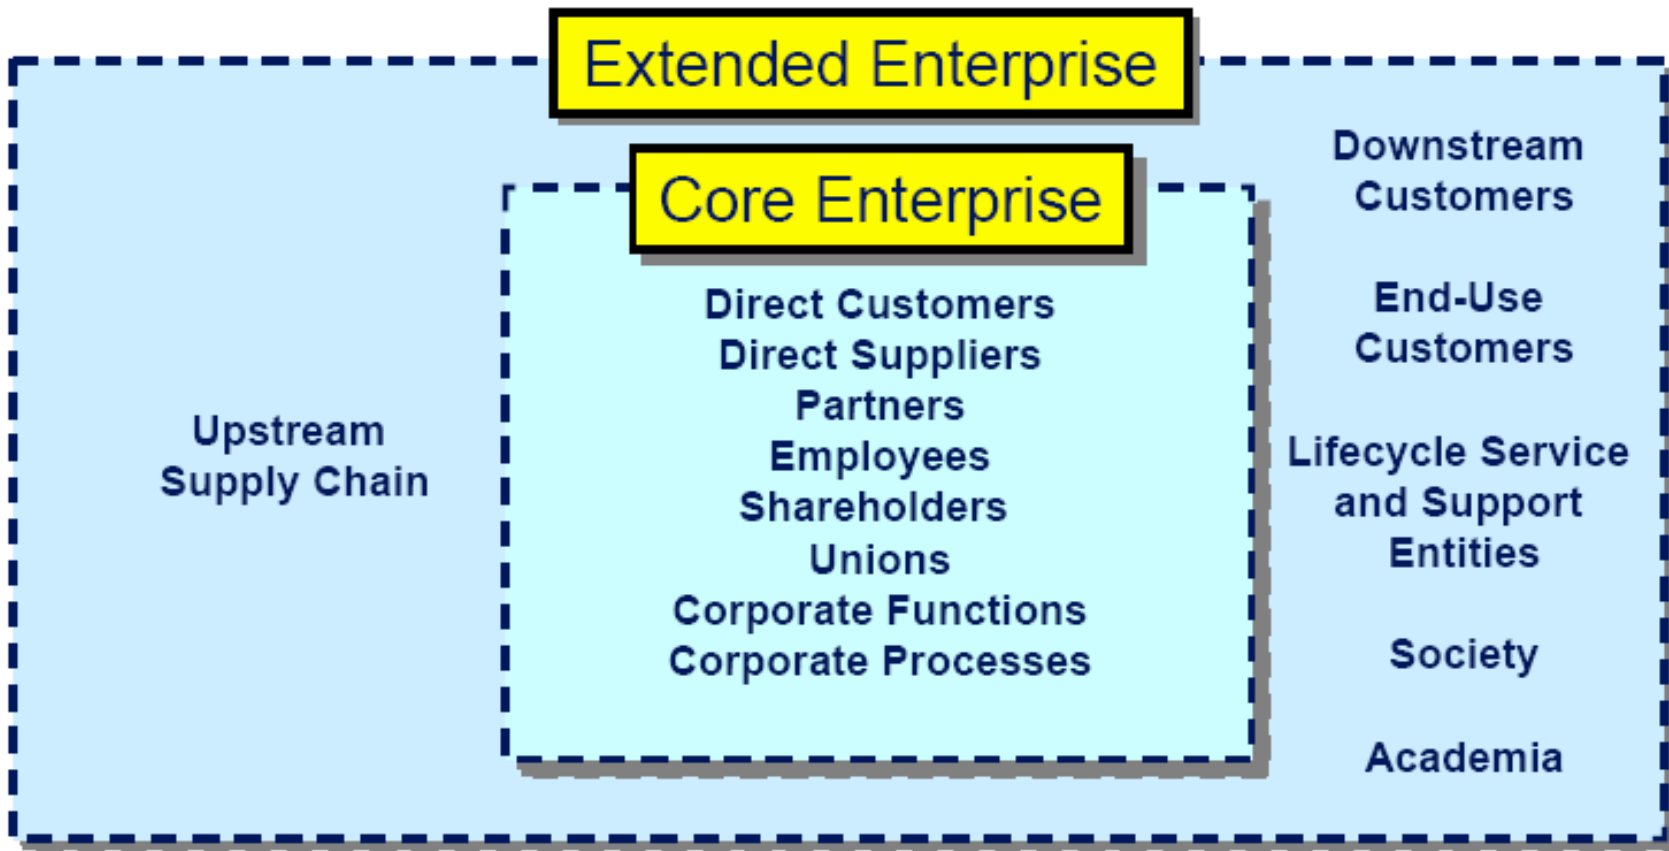 Extended Enterprise
Core Enterprise
Upstream
Supply Chain
Direct Customers
Direct Suppliers
Partners
Employees
Shareholders
Unions
Corporate Functions
Corporate Processes
Downstream
Customers
End-Use
Customers
Lifecycle Service
and Support
Entities
Society
Academia